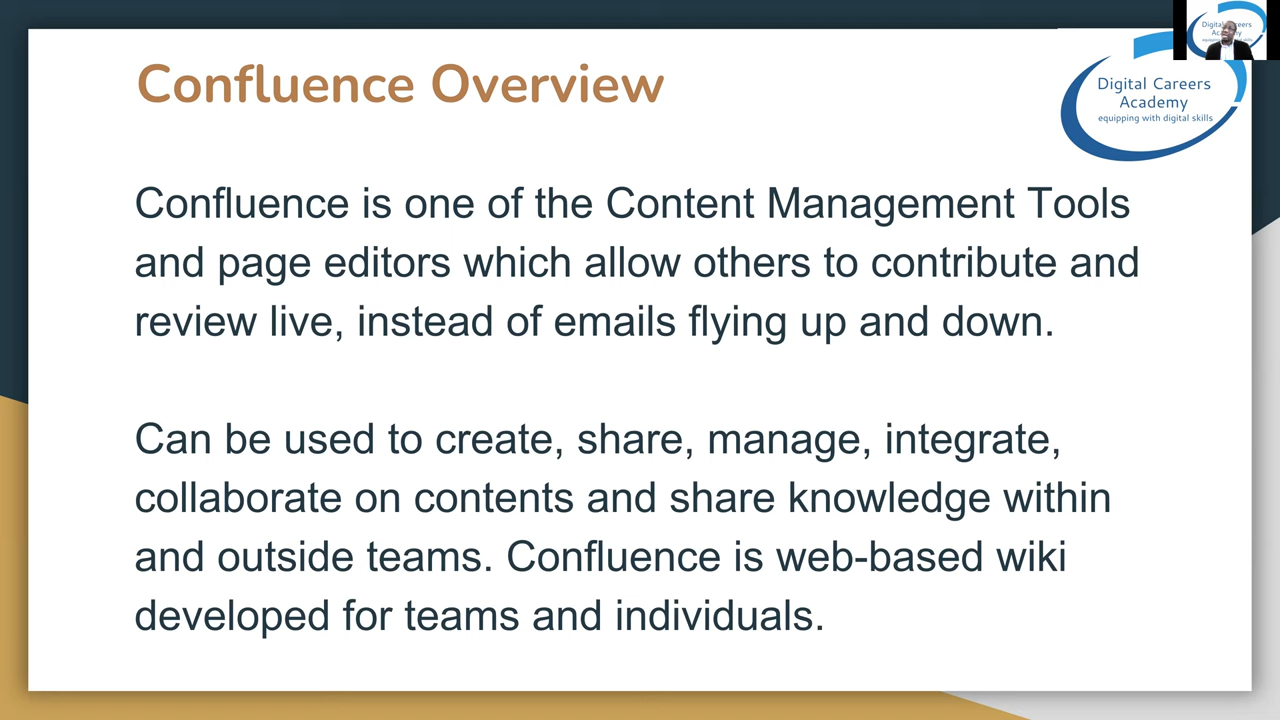 Confluence Overview
Digital Careers
Academy
equipping with digital skills
Confluence is one of the Content Management Tools
and page editors which allow others to contribute and
review live, instead of emails flying up and down.
Can be used to create, share, manage, integrate,
collaborate on contents and share knowledge within
and outside teams. Confluence is web-based wiki
developed for teams and individuals.